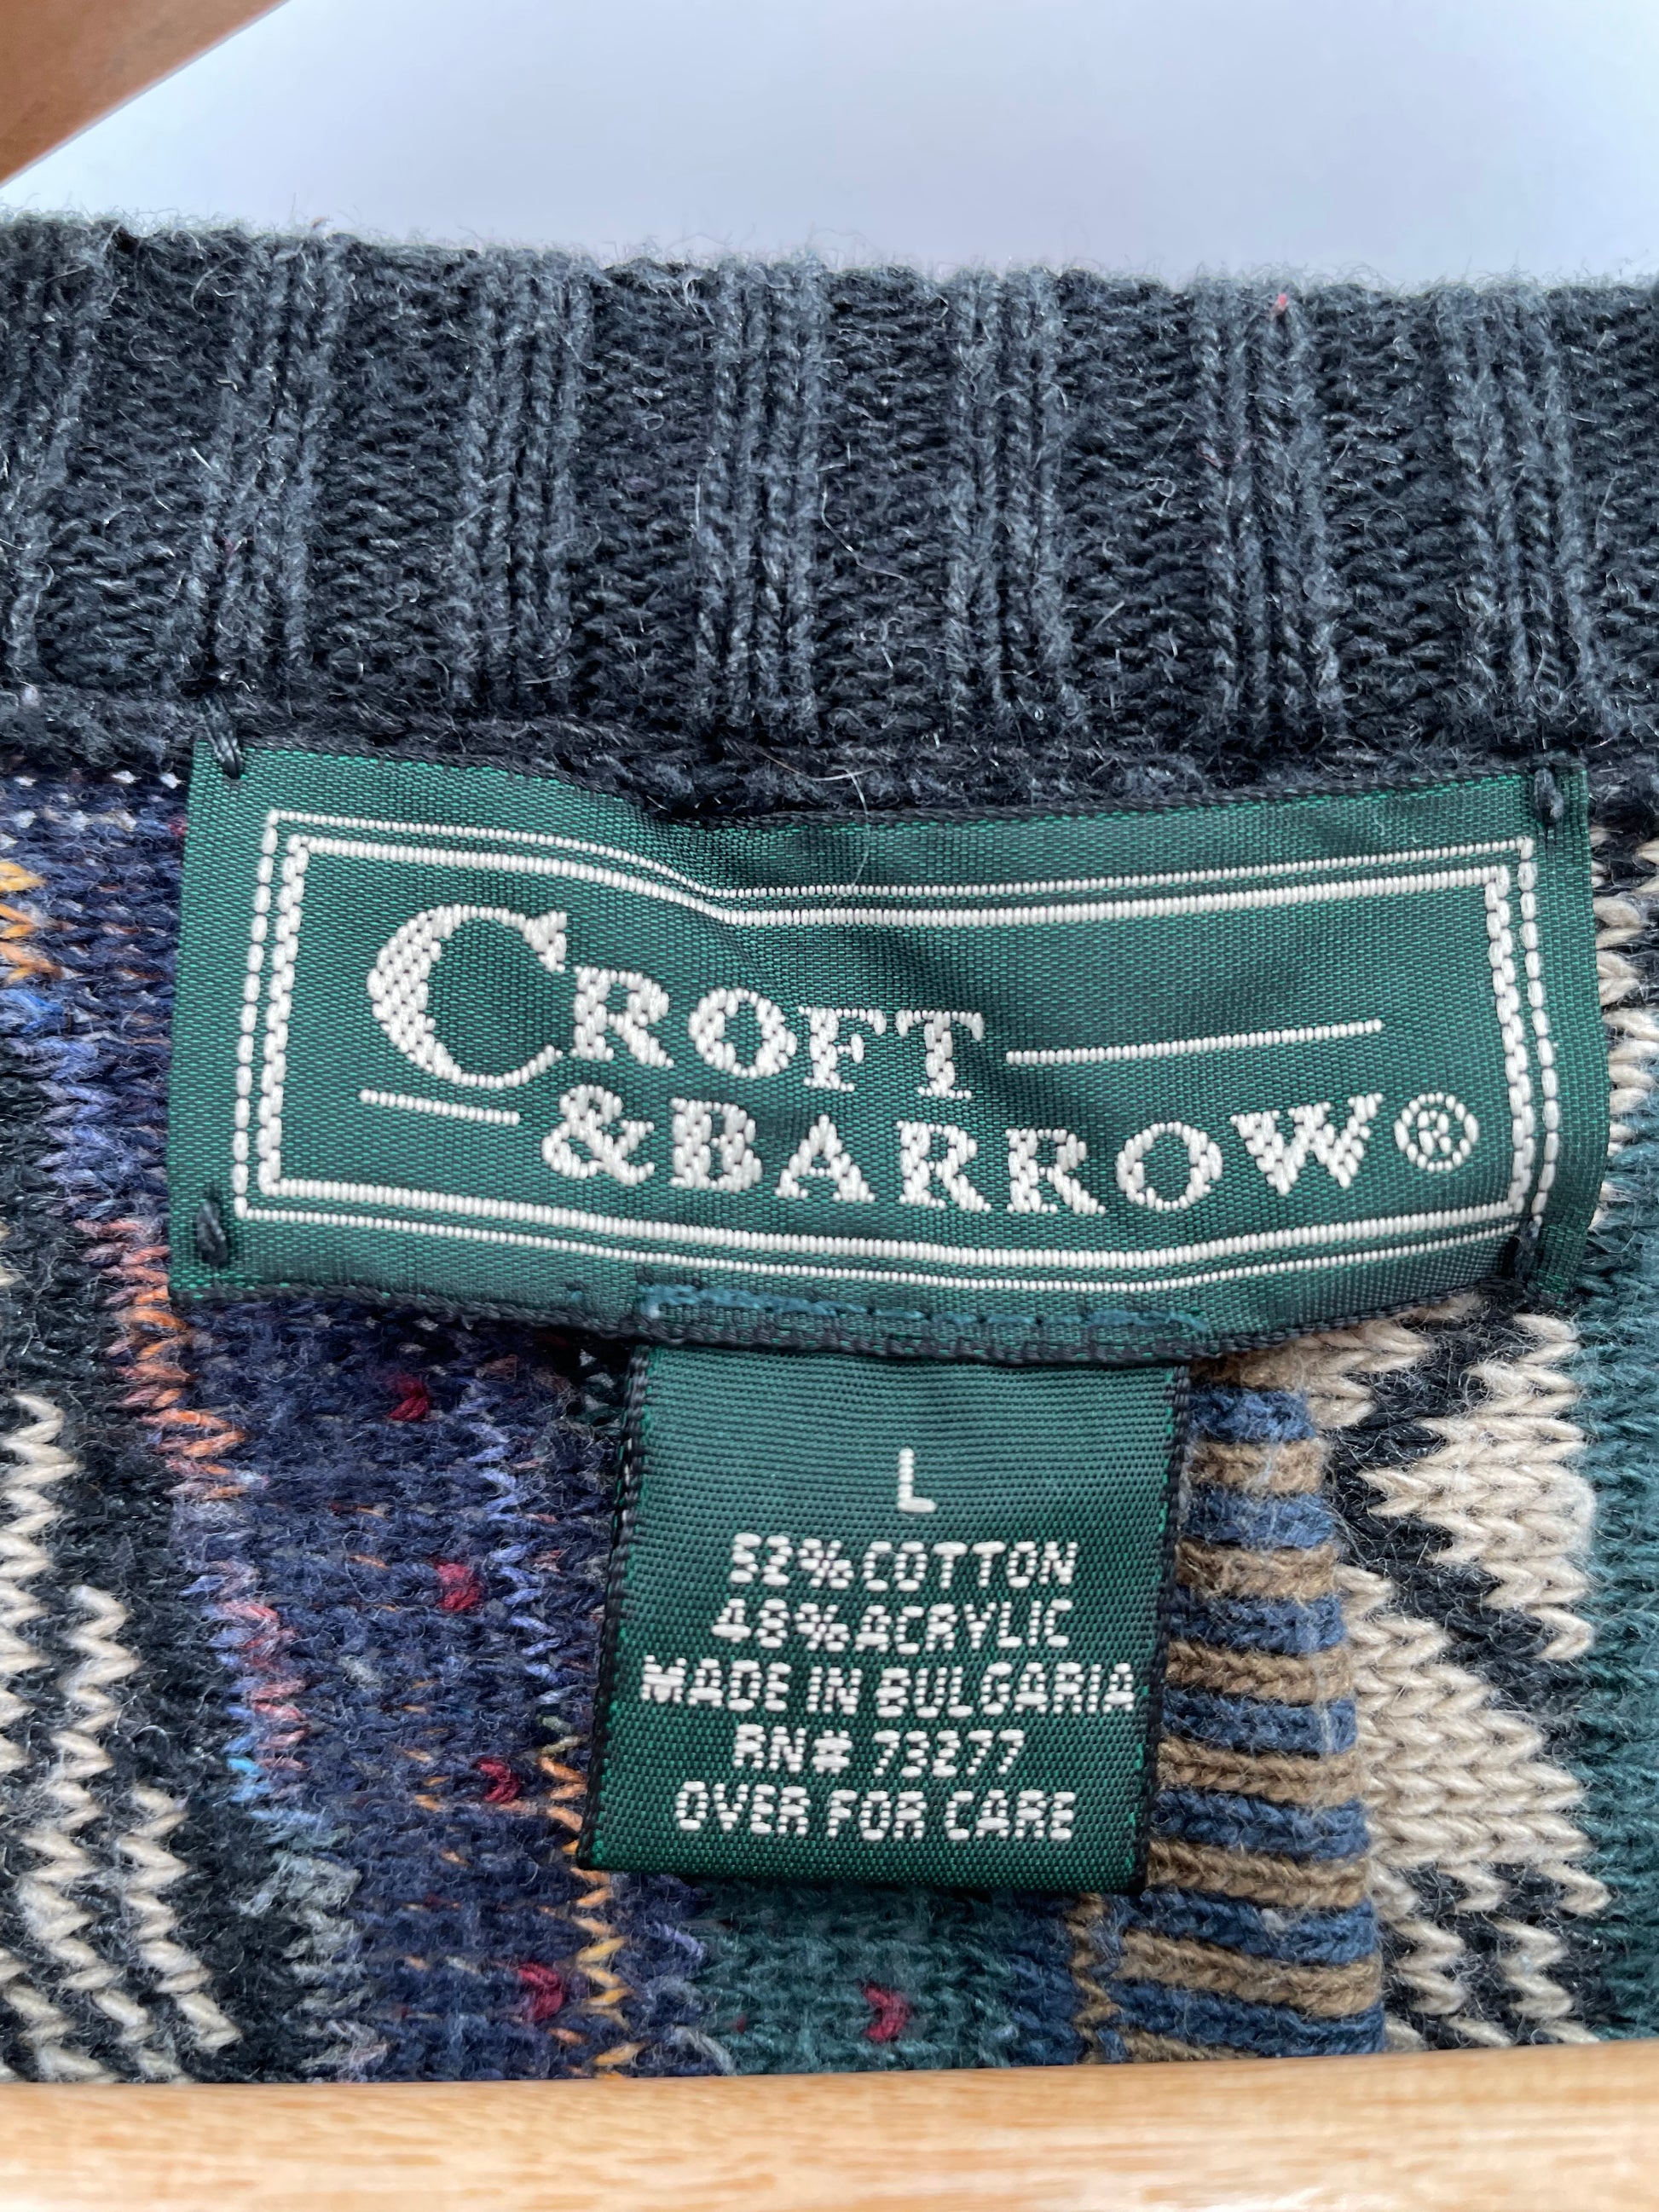 CROFT
&BARROW®
L
52% COTTON
48% ACRYLIC
MADE IN BULGARIA
RN# 73277
OVER FOR CARE